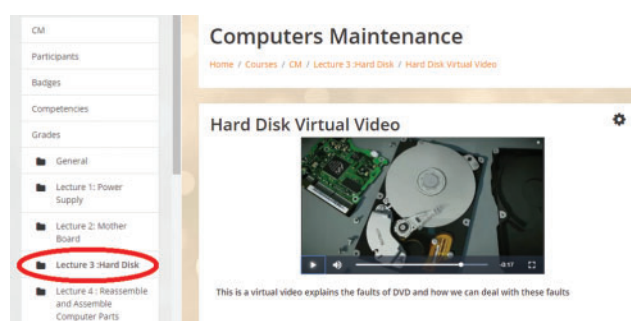 CM
Participants
Badges
Competencies
Grades
General
Lecture 1: Power
Supply
Lecture 2: Mother
Board
Lecture 3 :Hard Disk
Lecture 4 : Reassemble
and Assemble
Computer Parts
Computers Maintenance
Home / Courses / CM / Lecture 3 :Hard Disk / Hard Disk Virtual Video
Hard Disk Virtual Video
-0:17
This is a virtual video explains the faults of DVD and how we can deal with these faults